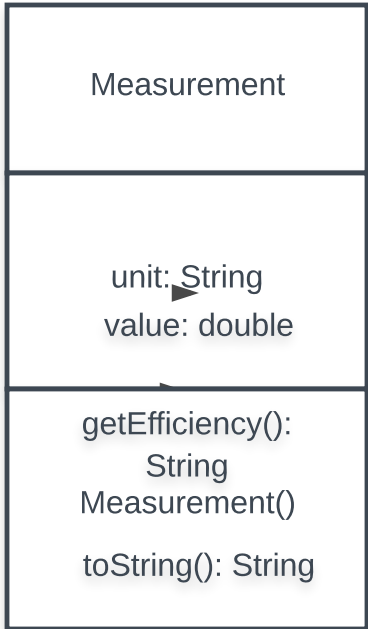 Measurement
unit: String
value: double
getEfficiency():
String
Measurement()
toString(): String